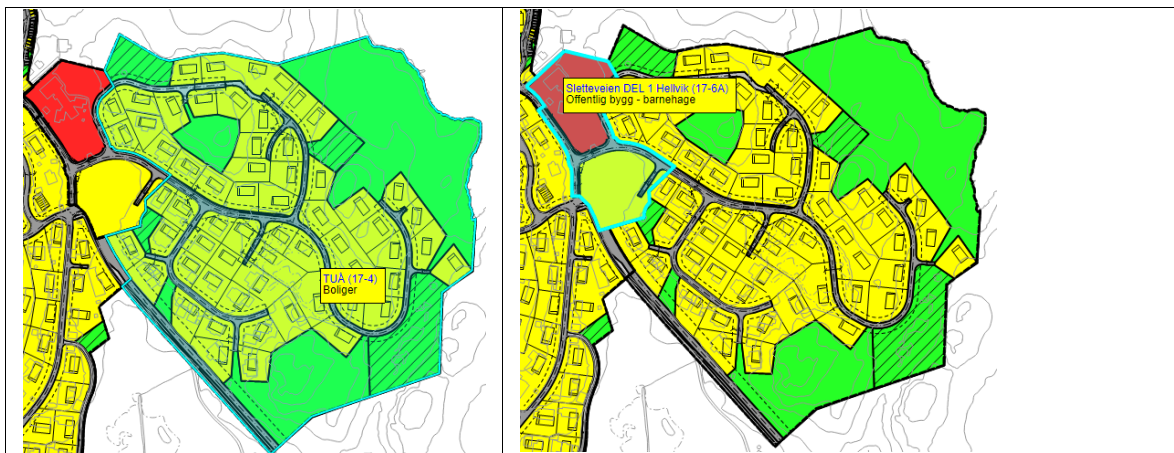 TUÅ (17-4)
Boliger
Sletteveien DEL 1 Hellvik (17-6A)
Offentlig bygg - barnehage